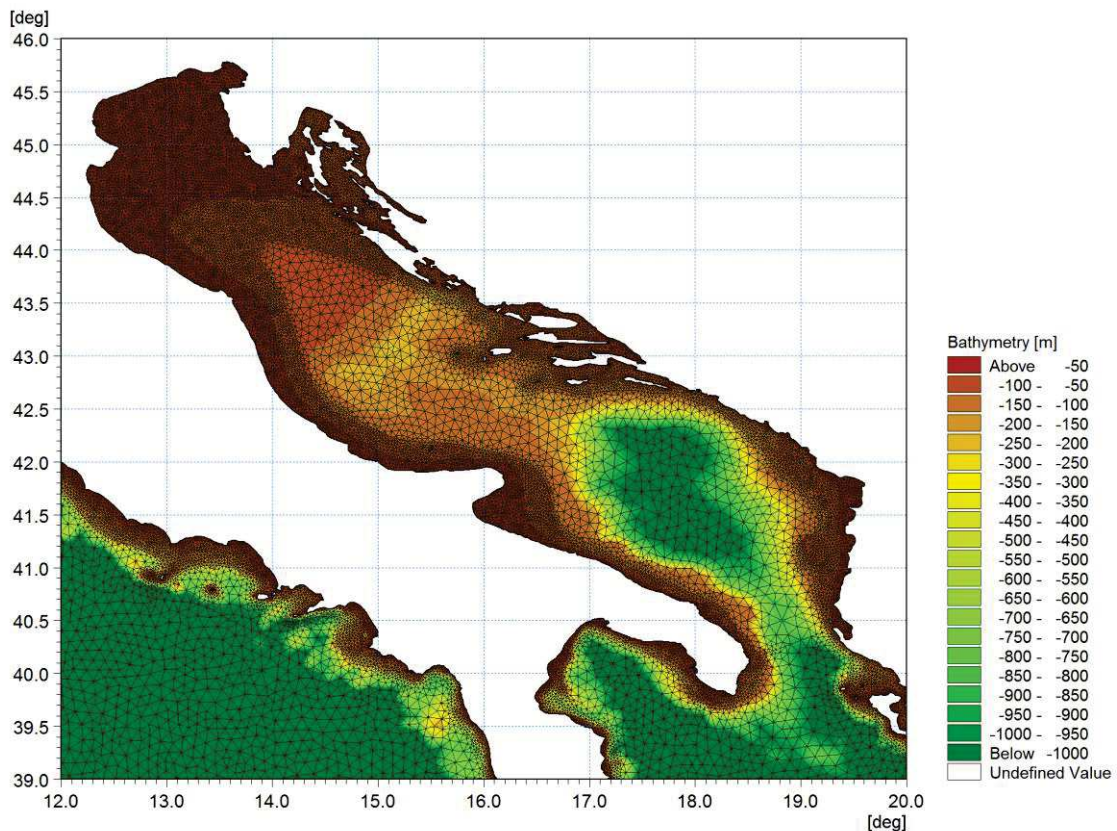 [deg]
46.0
45.5
45.0
44.5
44.0
43.5
43.0
42.5
42.0
41.5
41.0
40.5
40.0
39.5
39.0
12.0 13.0 14.0 15.0 16.0 17.0 18.0 19.0 20.0
[deg]
Bathymetry [m]
Above -50
-100 - -50
-150 - -100
-200 - -150
-250 - -200
-300 - -250
-350 - -300
-400 - -350
-450 - -400
-500 - -450
-550 - -500
-600 - -550
-650 - -600
-700 - -650
-750 - -700
-800 - -750
-850 - -800
-900 - -850
-950 - -900
-1000 - -950
Below -1000
Undefined Value